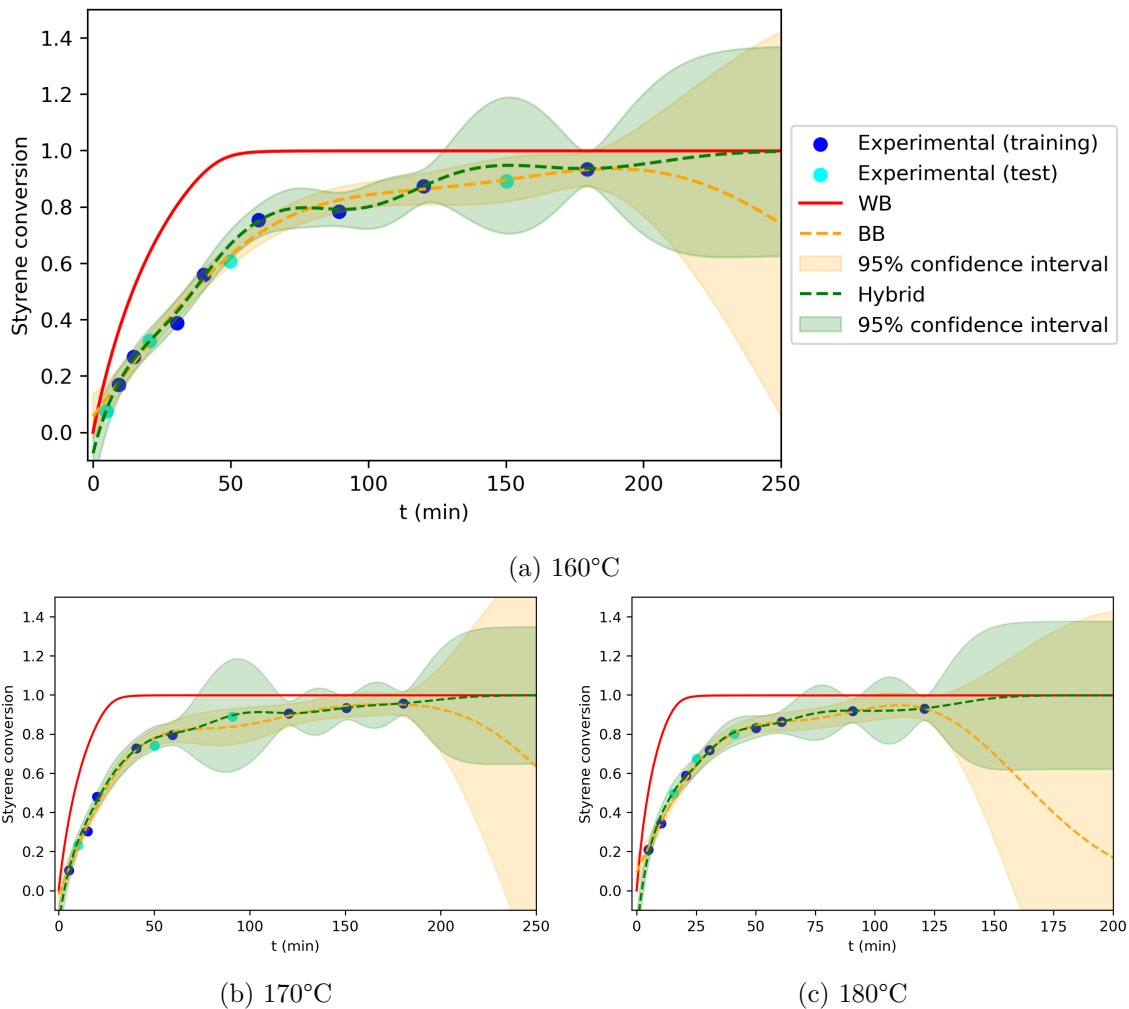 1.4
1.2
1.0
0.8
0.6
0.4
0.2
0.0
Styrene conversion
0 50 100 150 200 250
t (min)
Experimental (training)
Experimental (test)
WB
BB
95% confidence interval
Hybrid
95% confidence interval
(a) 160°C
1.4
1.2
1.0
0.8
0.6
0.4
0.2
0.0
Styrene conversion
0 50 100 150 200 250
t (min)
(b) 170°C
1.4
1.2
1.0
0.8
0.6
0.4
0.2
0.0
Styrene conversion
0 25 50 75 100 125 150 175 200
t (min)
(c) 180°C